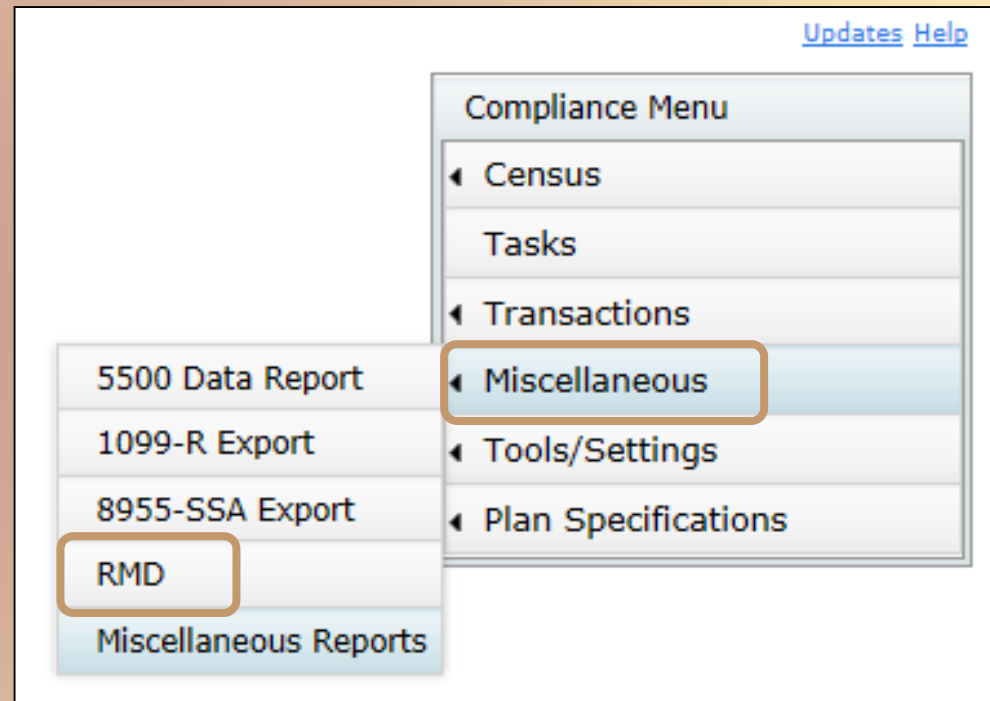 Updates Help
Compliance Menu
Census
Tasks
Transactions
Miscellaneous
Tools/Settings
Plan Specifications
5500 Data Report
1099-R Export
8955-SSA Export
RMD
Miscellaneous Reports